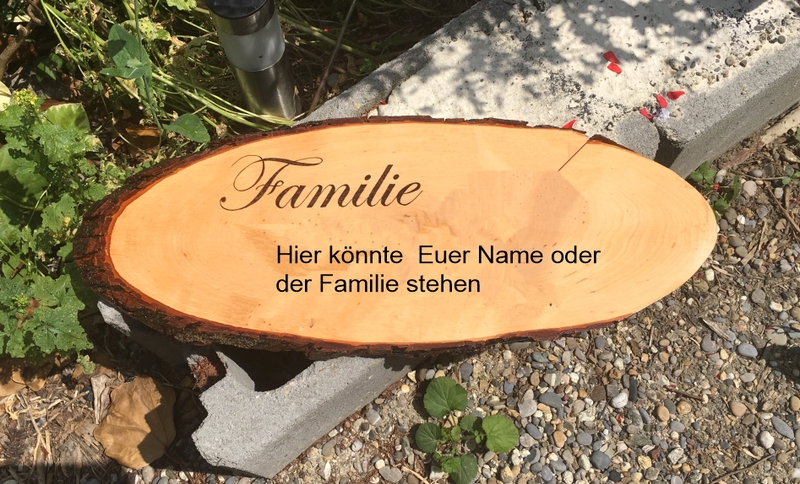 Familie
Hier könnte Euer Name oder
der Familie stehen